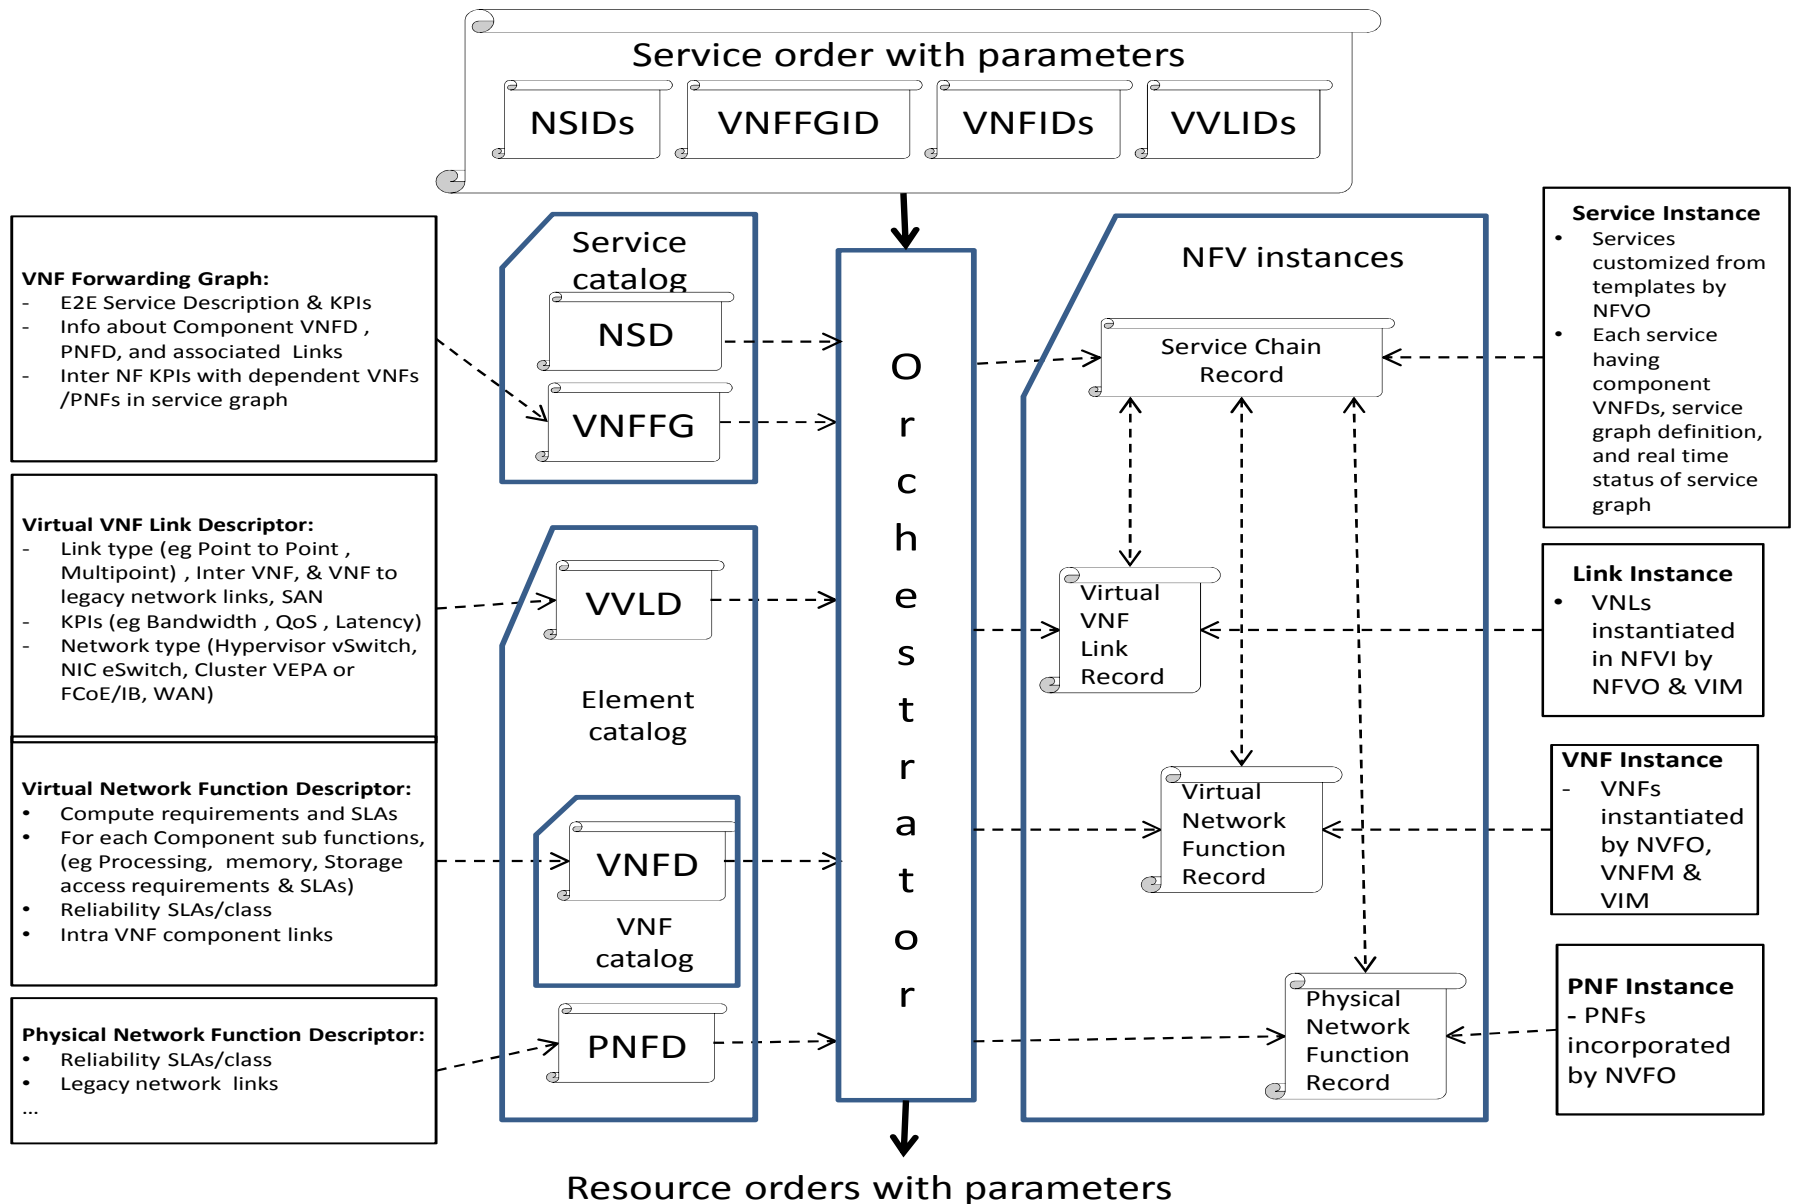 Service order with parameters
NSIDs
VNFFGID
VNFIDs
VVLIDs
VNF Forwarding Graph:
- E2E Service Description & KPIs
- Info about Component VNFD ,
PNFD, and associated Links
- Inter NF KPIs with dependent VNFs
/PNFs in service graph
Virtual VNF Link Descriptor:
- Link type (eg Point to Point ,
Multipoint) , Inter VNF, & VNF to
legacy network links, SAN
- KPIs (eg Bandwidth , QoS , Latency)
- Network type (Hypervisor vSwitch,
NIC eSwitch, Cluster VEPA or
FCoE/IB, WAN)
Virtual Network Function Descriptor:
• Compute requirements and SLAs
• For each Component sub functions,
(eg Processing, memory, Storage
access requirements & SLAs)
• Reliability SLAs/class
• Intra VNF component links
Physical Network Function Descriptor:
• Reliability SLAs/class
• Legacy network links
...
Service
catalog
NSD
VNFFG
VVLD
Element
catalog
VNFD
VNF
catalog
PNFD
Orchestrator
NFV instances
Service Chain
Record
Virtual
VNF
Link
Record
Virtual
Network
Function
Record
Physical
Network
Function
Record
Service Instance
• Services
customized from
templates by
NFVO
• Each service
having
component
VNFDs, service
graph definition,
and real time
status of service
graph
Link Instance
• VNLs
instantiated
in NFVI by
NFVO & VIM
VNF Instance
- VNFs
instantiated
by NVFO,
VNFM &
VIM
PNF Instance
- PNFs
incorporated
by NVFO
Resource orders with parameters